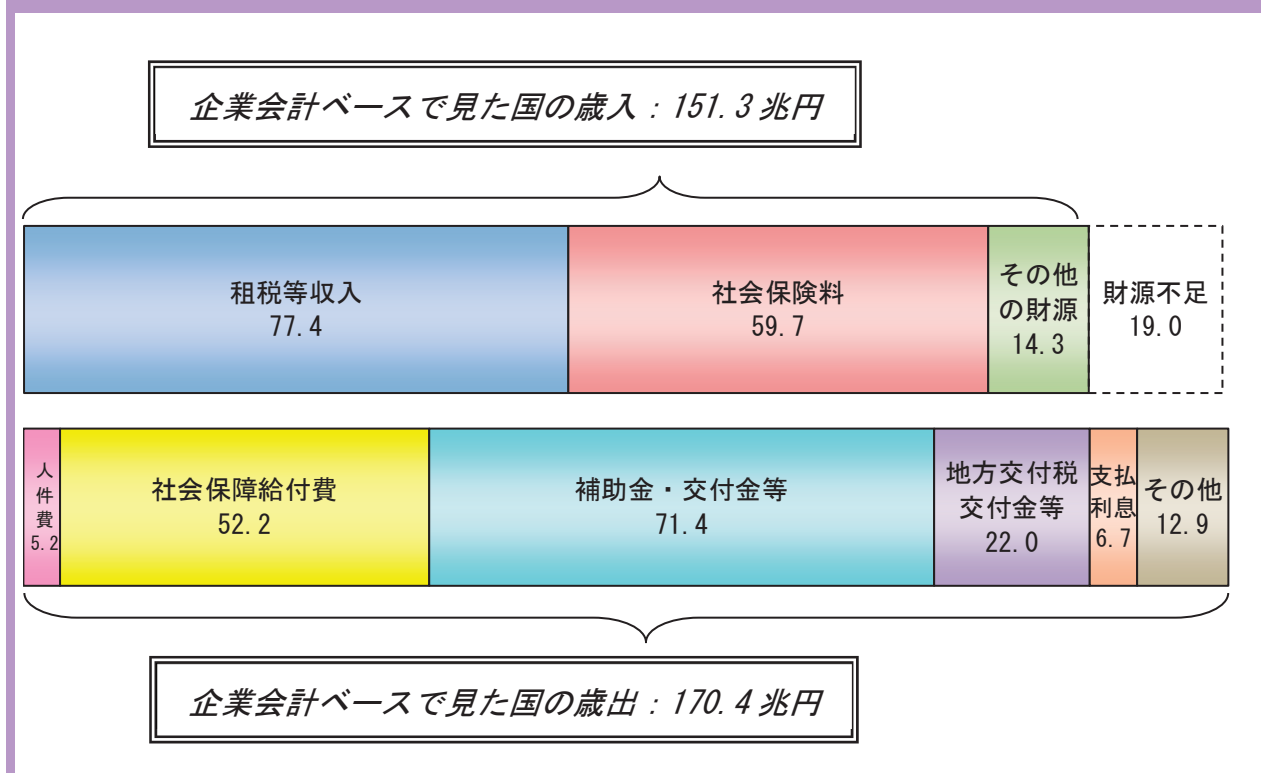 企業会計ベースで見た国の歳入：151.3兆円
租税等収入
77.4
社会保険料
59.7
その他
の財源
14.3
財源不足
19.0
人
件
費
5.2
社会保障給付費
52.2
補助金・交付金等
71.4
地方交付税
交付金等
22.0
支払
利息
6.7
その他
12.9
企業会計ベースで見た国の歳出：170.4兆円